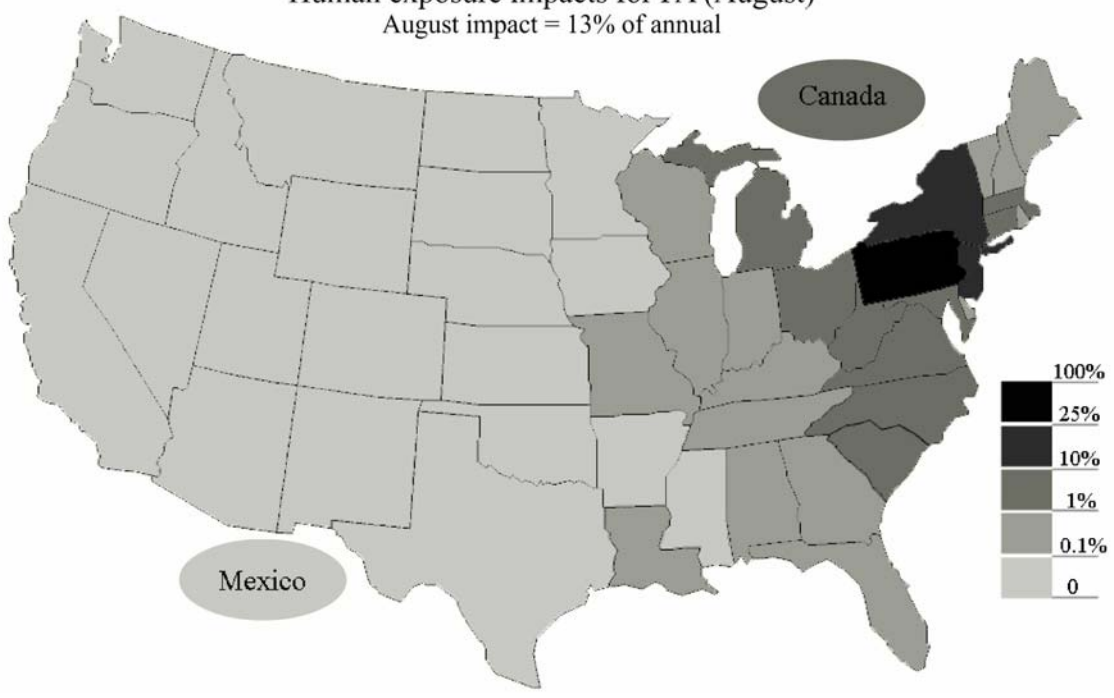 Human exposure impacts for PA (August)
August impact = 13% of annual
Canada
100%
25%
10%
1%
0.1%
0
Mexico